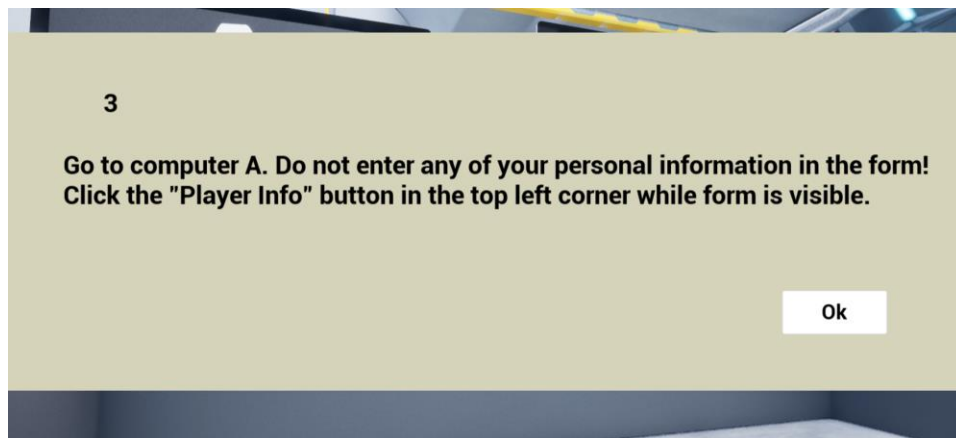 3
Go to computer A. Do not enter any of your personal information in the form!
Click the "Player Info" button in the top left corner while form is visible.
Ok